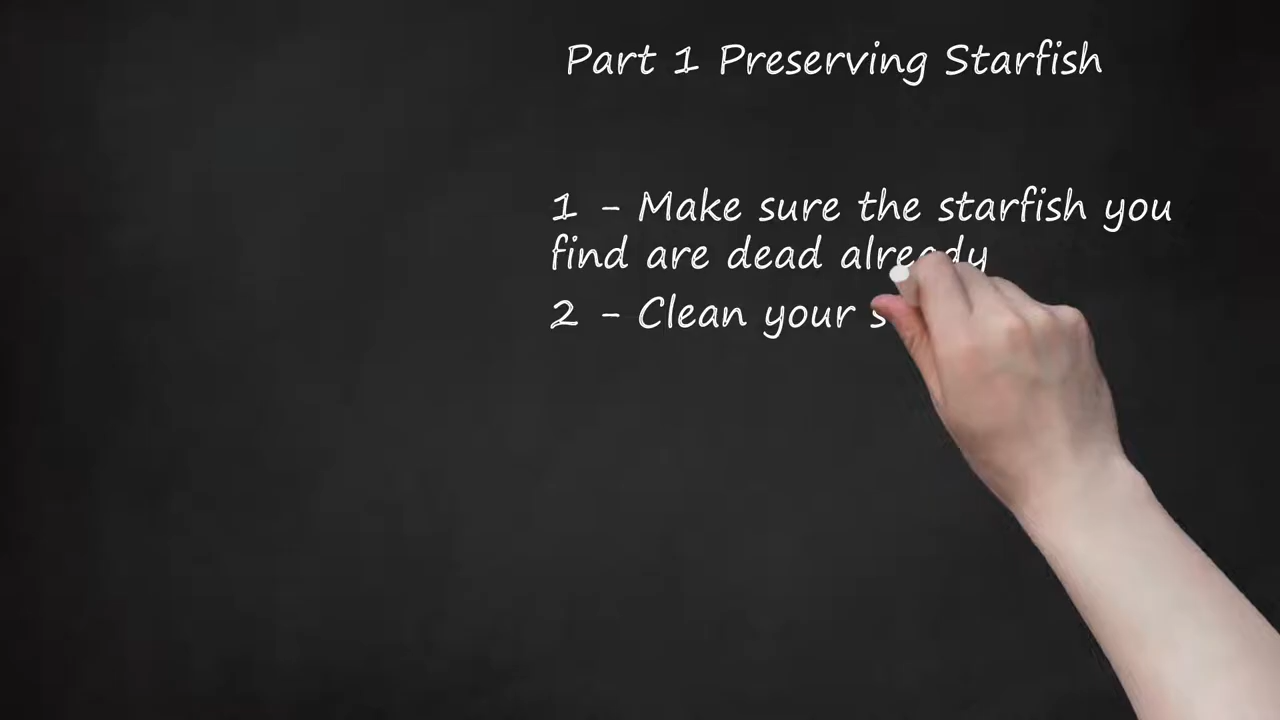 Part 1 Preserving Starfish
1 - Make sure the starfish you
find are dead already
2 - Clean your s